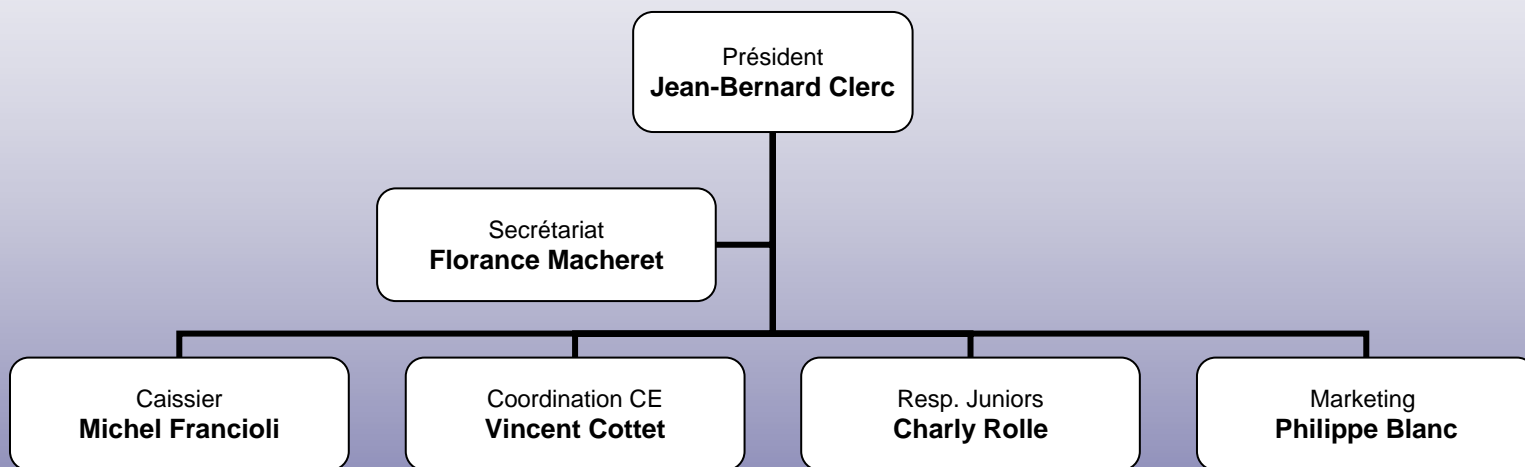 Président
Jean-Bernard Clerc
Secrétariat
Florance Macheret
Caissier
Michel Francioli
Coordination CE
Vincent Cottet
Resp. Juniors
Charly Rolle
Marketing
Philippe Blanc